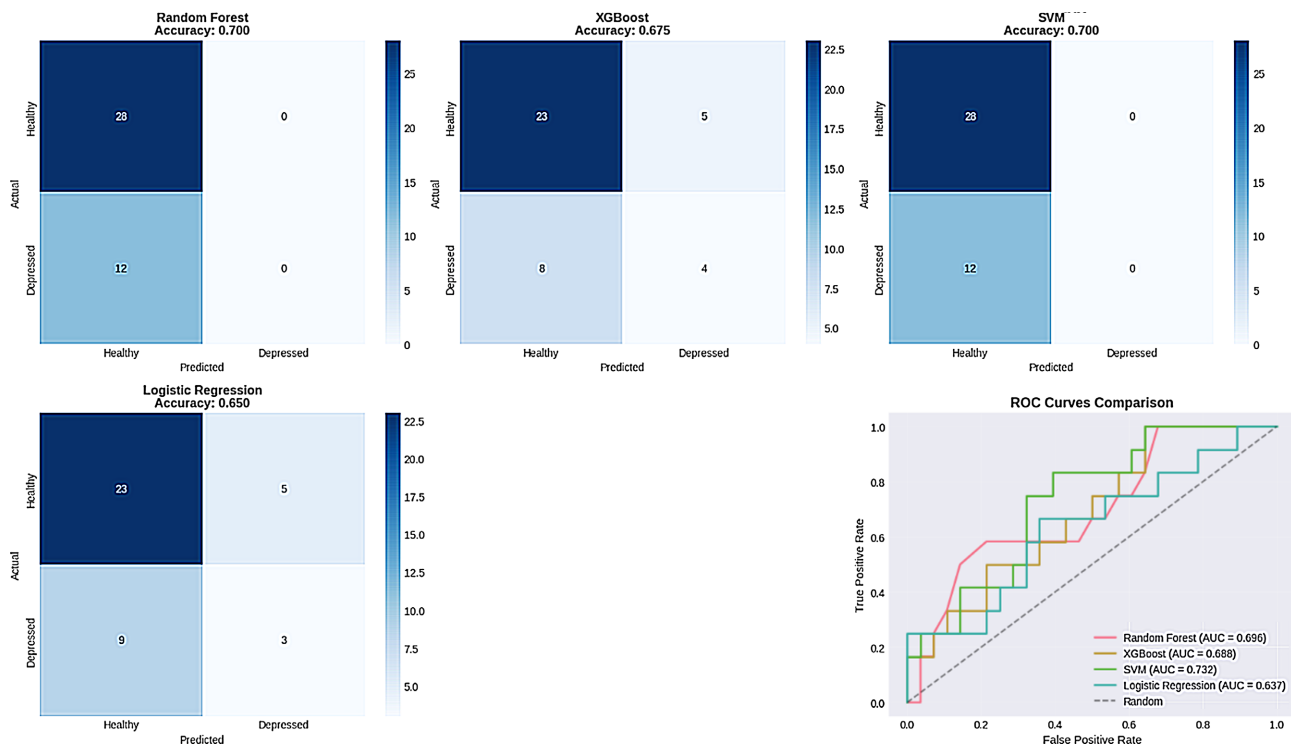 Random Forest
Accuracy: 0.700
Healthy
28
0
Actual
Depressed
12
0
Healthy
Depressed
Predicted
25
20
15
10
5
0
XGBoost
Accuracy: 0.675
Healthy
23
5
Actual
Depressed
8
4
Healthy
Depressed
Predicted
22.5
20.0
17.5
15.0
12.5
10.0
7.5
5.0
SVM
Accuracy: 0.700
Healthy
28
0
Actual
Depressed
12
0
Healthy
Depressed
Predicted
25
20
15
10
5
0
Logistic Regression
Accuracy: 0.650
Healthy
23
5
Actual
Depressed
9
3
Healthy
Depressed
Predicted
22.5
20.0
17.5
15.0
12.5
10.0
7.5
5.0
ROC Curves Comparison
True Positive Rate
1.0
0.8
0.6
0.4
0.2
0.0
Random Forest (AUC = 0.696)
XGBoost (AUC = 0.688)
SVM (AUC = 0.732)
Logistic Regression (AUC = 0.637)
Random
0.0
0.2
0.4
0.6
0.8
1.0
False Positive Rate